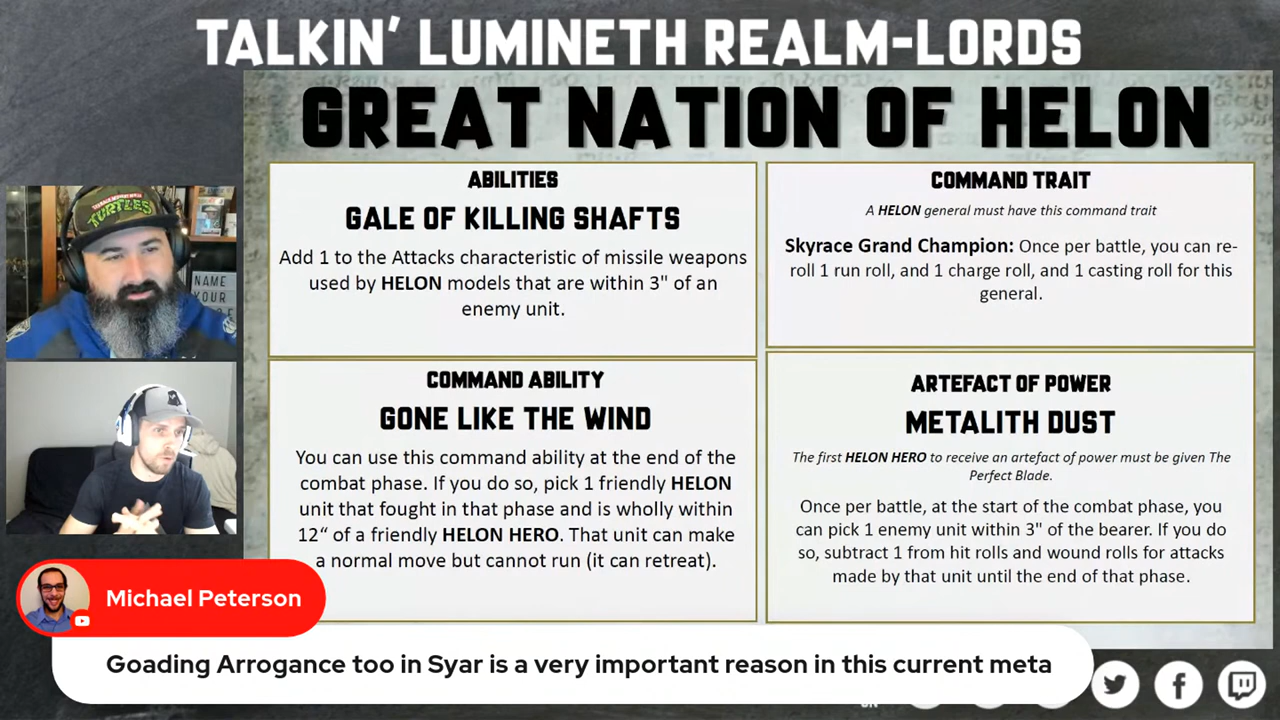 TALKIN' LUMINETH REALM-LORDS
GREAT NATION OF HELON
ABILITIES
GALE OF KILLING SHAFTS
Add 1 to the Attacks characteristic of missile weapons
used by HELON models that are within 3" of an
enemy unit.
COMMAND TRAIT
A HELON general must have this command trait
Skyrace Grand Champion: Once per battle, you can re-
roll 1 run roll, and 1 charge roll, and 1 casting roll for this
general.
COMMAND ABILITY
GONE LIKE THE WIND
You can use this command ability at the end of the
combat phase. If you do so, pick 1 friendly HELON
unit that fought in that phase and is wholly within
12“ of a friendly HELON HERO. That unit can make
a normal move but cannot run (it can retreat).
ARTEFACT OF POWER
METALITH DUST
The first HELON HERO to receive an artefact of power must be given The
Perfect Blade.
Once per battle, at the start of the combat phase, you
can pick 1 enemy unit within 3" of the bearer. If you do
so, subtract 1 from hit rolls and wound rolls for attacks
made by that unit until the end of that phase.
TURTLES
NAME
YOUR
Michael Peterson
Goading Arrogance too in Syar is a very important reason in this current meta